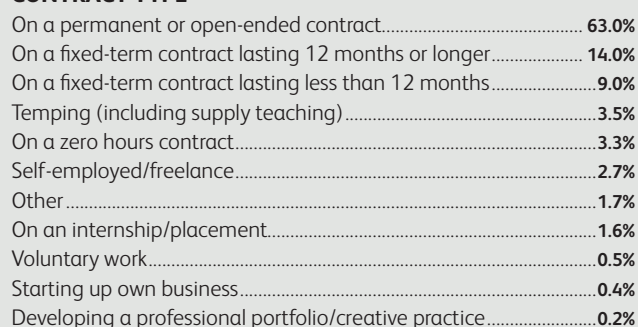 CONTRACT TYPE
On a permanent or open-ended contract................................................ 63.0%
On a fixed-term contract lasting 12 months or longer..................... 14.0%
On a fixed-term contract lasting less than 12 months.......................9.0%
Temping (including supply teaching)........................................................3.5%
On a zero hours contract................................................................................3.3%
Self-employed/freelance................................................................................2.7%
Other.....................................................................................................................1.7%
On an internship/placement.........................................................................1.6%
Voluntary work...................................................................................................0.5%
Starting up own business...............................................................................0.4%
Developing a professional portfolio/creative practice........................0.2%